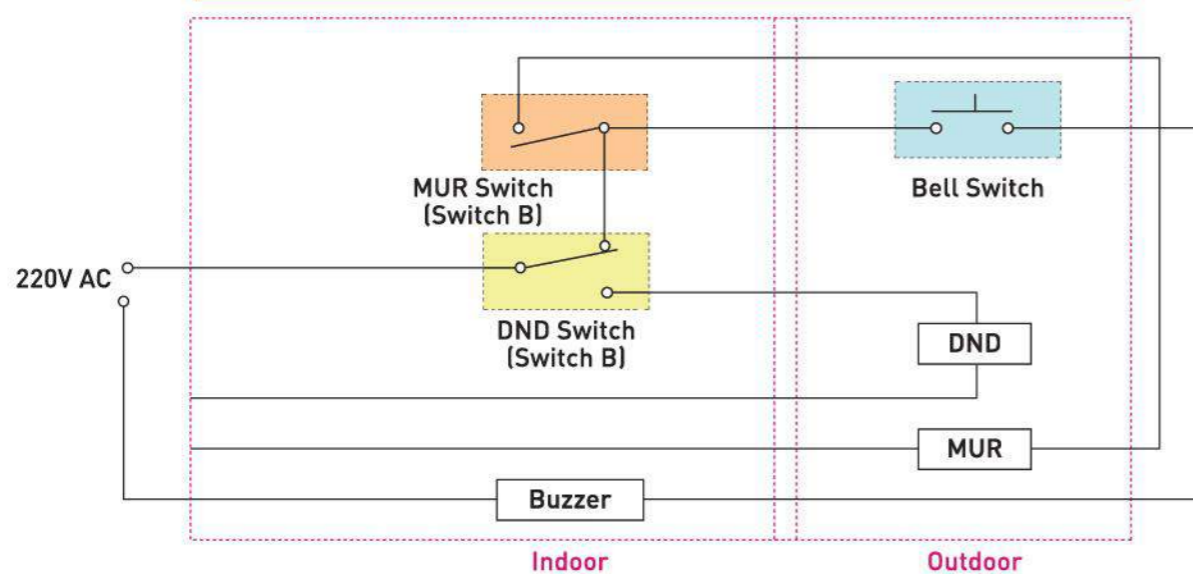 MUR Switch
(Switch B)
Bell Switch
220V AC
DND Switch
(Switch B)
DND
MUR
Buzzer
Indoor
Outdoor